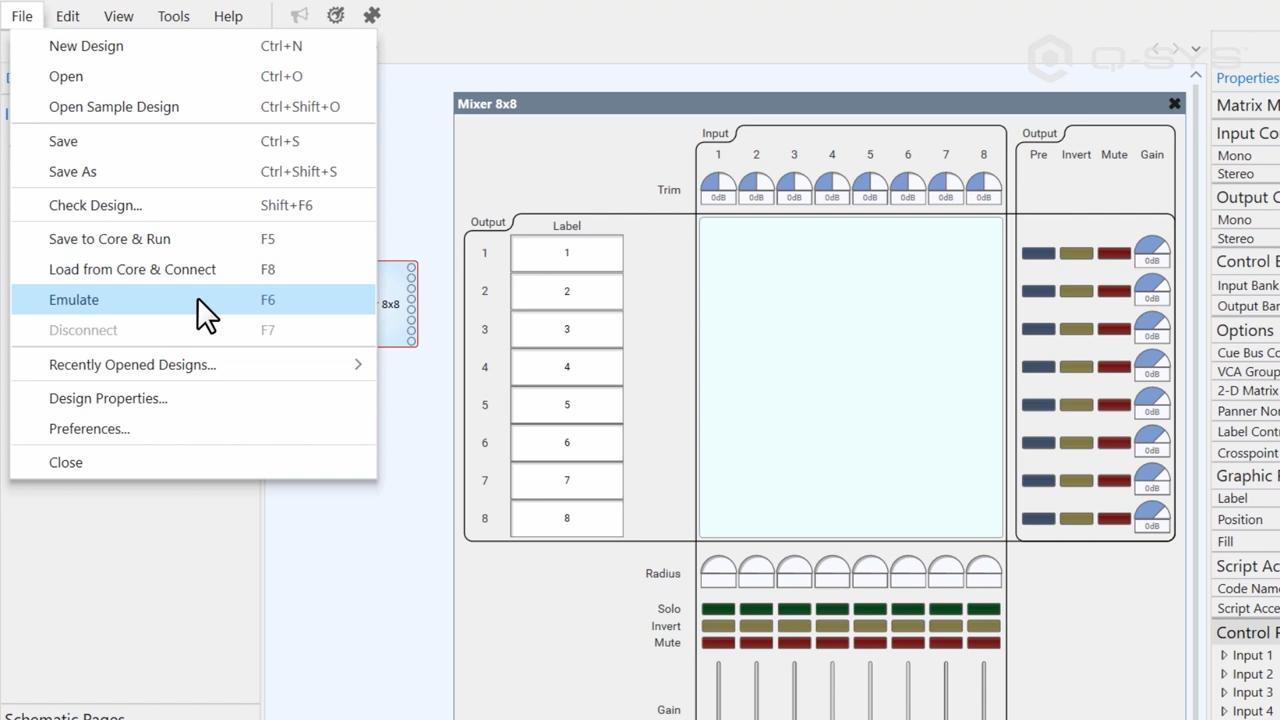 File Edit View Tools Help
New Design Ctrl+N
Open Ctrl+O
Open Sample Design Ctrl+Shift+O
Save Ctrl+S
Save As Ctrl+Shift+S
Check Design... Shift+F6
Save to Core & Run F5
Load from Core & Connect F8
Emulate F6
Disconnect F7
Recently Opened Designs...
Design Properties...
Preferences...
Close
8x8
Schematic Pages
Q-SYS
Mixer 8x8
Input
1 2 3 4 5 6 7 8
Trim
0dB 0dB 0dB 0dB 0dB 0dB 0dB 0dB
Output
Pre Invert Mute Gain
Output Label
1 1 0dB
2 2 0dB
3 3 0dB
4 4 0dB
5 5 0dB
6 6 0dB
7 7 0dB
8 8 0dB
Radius
Solo
Invert
Mute
Gain
Properties
Matrix M
Input Co
Mono
Stereo
Output C
Mono
Stereo
Control E
Input Bank
Output Ban
Options
Cue Bus Co
VCA Group
2-D Matrix
Panner Nor
Label Contr
Crosspoint
Graphic P
Label
Position
Fill
Script Ac
Code Name
Script Acce
Control P
Input 1
Input 2
Input 3
Input 4